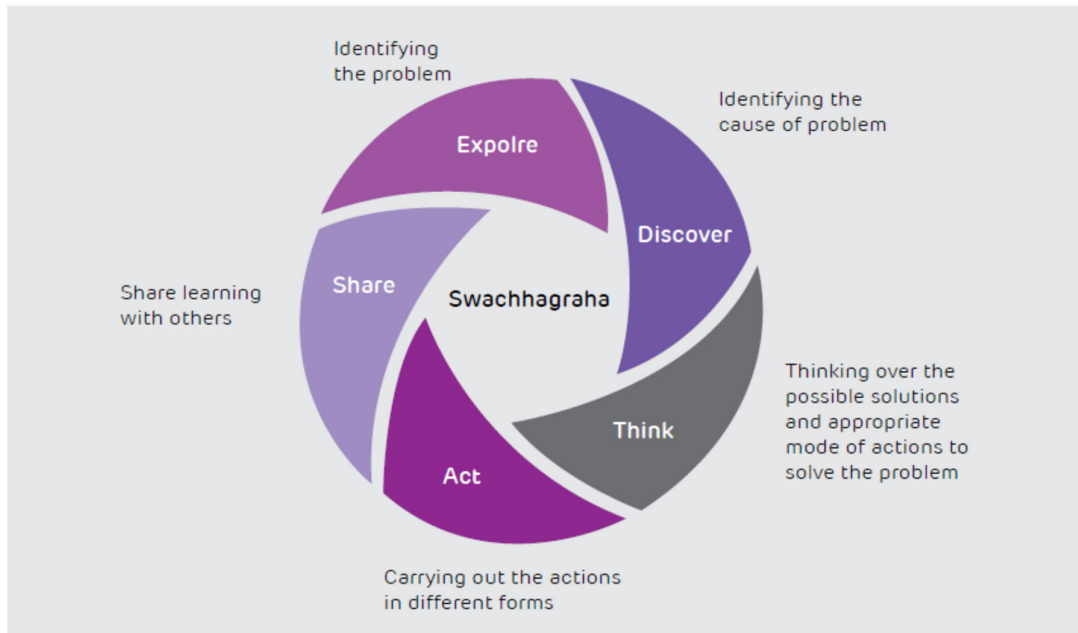 Identifying
the problem
Expolre
Identifying the
cause of problem
Discover
Share
Swachhagraha
Share learning
with others
Thinking over the
possible solutions
and appropriate
mode of actions to
solve the problem
Think
Act
Carrying out the actions
in different forms